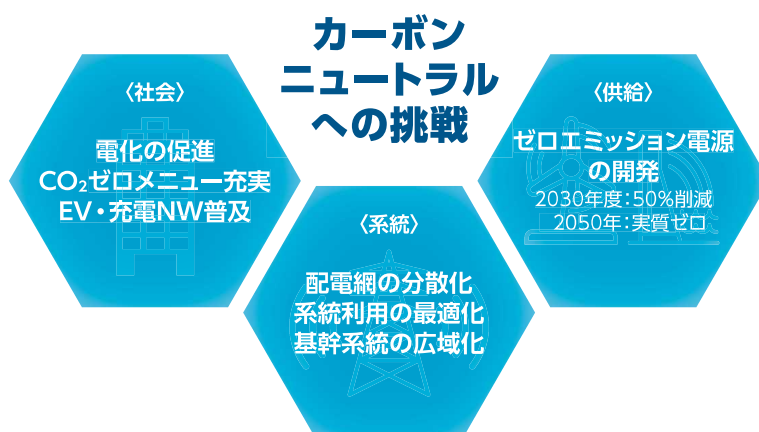 カーボン
ニュートラル
への挑戦
〈社会〉
電化の促進
CO₂ゼロメニュー充実
EV・充電NW普及
〈系統〉
配電網の分散化
系統利用の最適化
基幹系統の広域化
〈供給〉
ゼロエミッション電源
の開発
2030年度：50%削減
2050年：実質ゼロ